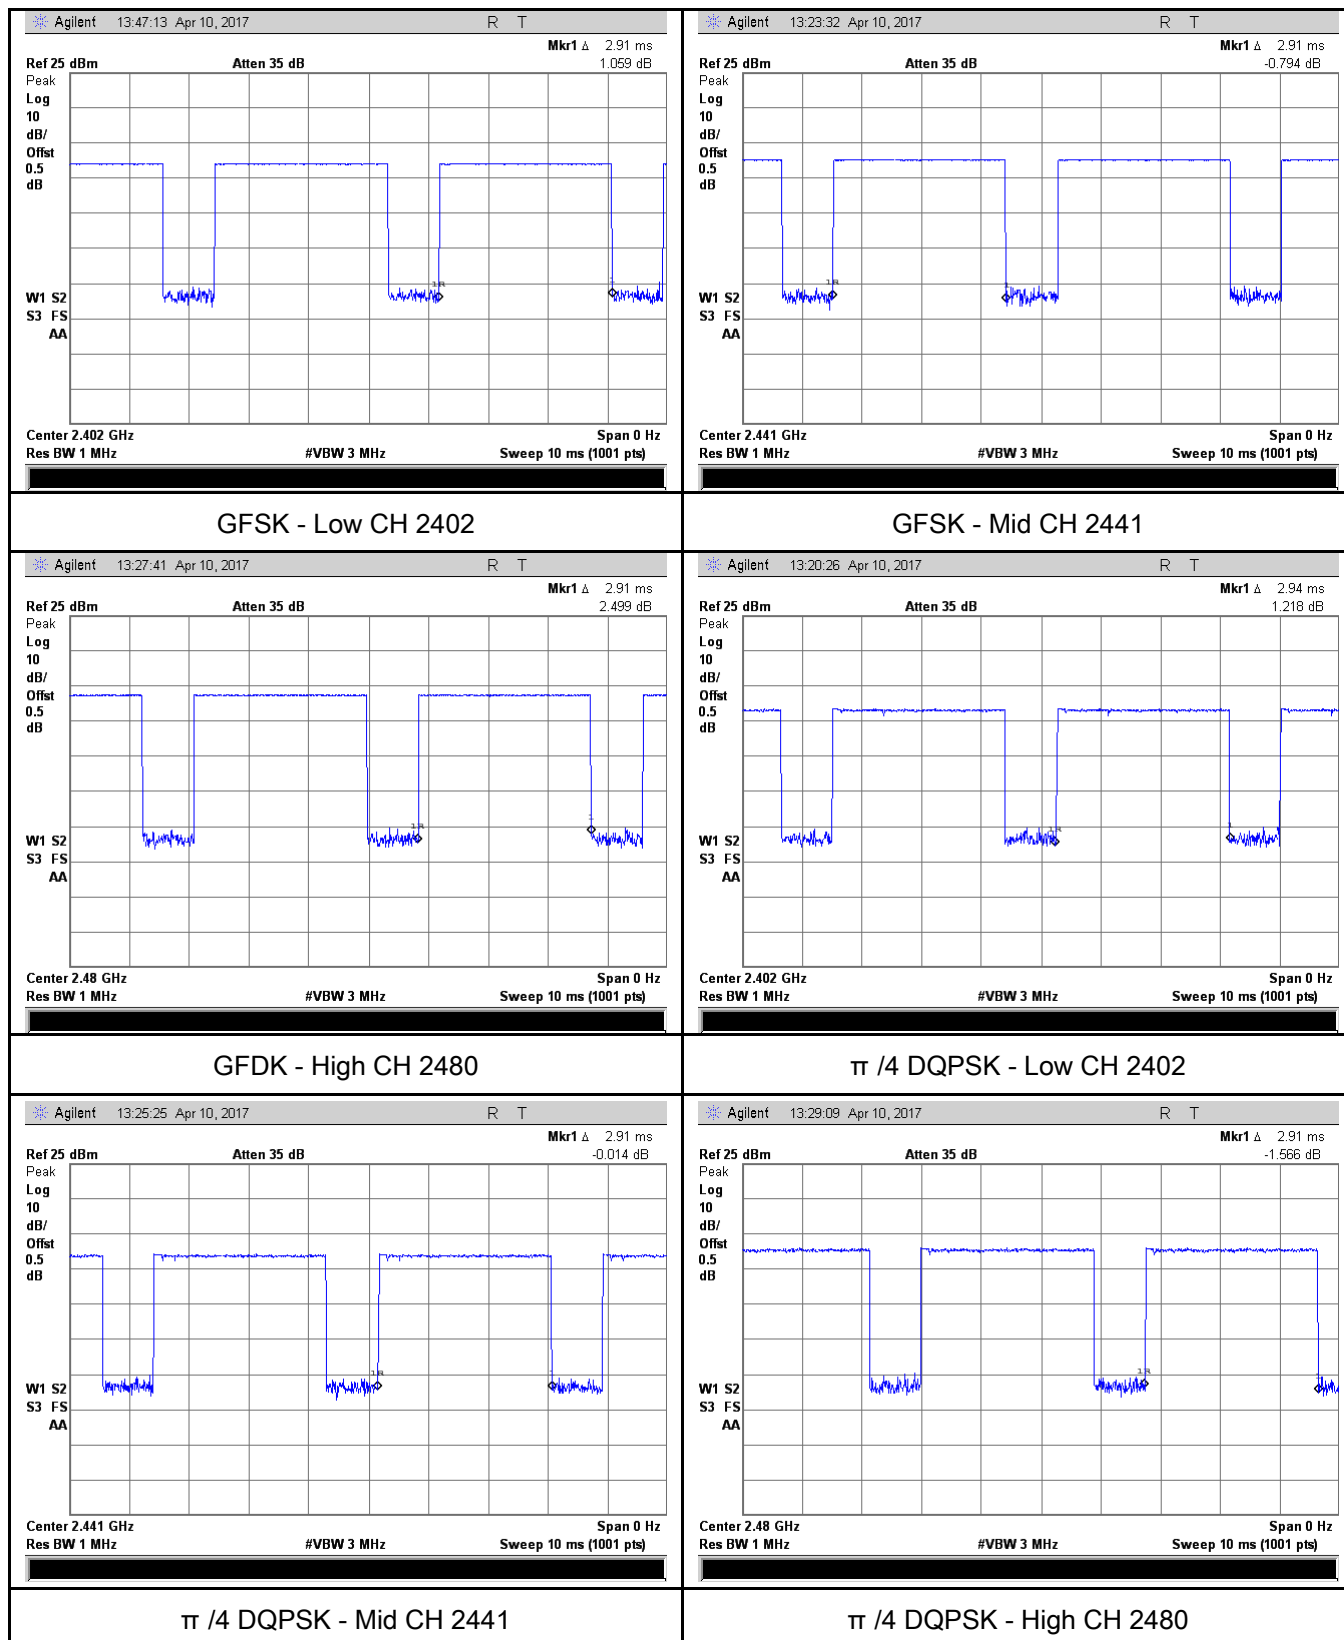 Agilent 13:47:13 Apr 10, 2017 R T
Mkr1 Δ 2.91 ms
Ref 25 dBm Atten 35 dB 1.059 dB
Peak
Log
10
dB/
Offst
0.5
dB
1R
1
W1 S2
S3 FS
AA
Center 2.402 GHz Span 0 Hz
Res BW 1 MHz #VBW 3 MHz Sweep 10 ms (1001 pts)
GFSK - Low CH 2402
Agilent 13:23:32 Apr 10, 2017 R T
Mkr1 Δ 2.91 ms
Ref 25 dBm Atten 35 dB -0.794 dB
Peak
Log
10
dB/
Offst
0.5
dB
1R
1
W1 S2
S3 FS
AA
Center 2.441 GHz Span 0 Hz
Res BW 1 MHz #VBW 3 MHz Sweep 10 ms (1001 pts)
GFSK - Mid CH 2441
Agilent 13:27:41 Apr 10, 2017 R T
Mkr1 Δ 2.91 ms
Ref 25 dBm Atten 35 dB 2.499 dB
Peak
Log
10
dB/
Offst
0.5
dB
1R
1
W1 S2
S3 FS
AA
Center 2.48 GHz Span 0 Hz
Res BW 1 MHz #VBW 3 MHz Sweep 10 ms (1001 pts)
GFDK - High CH 2480
Agilent 13:20:26 Apr 10, 2017 R T
Mkr1 Δ 2.94 ms
Ref 25 dBm Atten 35 dB 1.218 dB
Peak
Log
10
dB/
Offst
0.5
dB
1R
1
W1 S2
S3 FS
AA
Center 2.402 GHz Span 0 Hz
Res BW 1 MHz #VBW 3 MHz Sweep 10 ms (1001 pts)
π /4 DQPSK - Low CH 2402
Agilent 13:25:25 Apr 10, 2017 R T
Mkr1 Δ 2.91 ms
Ref 25 dBm Atten 35 dB -0.014 dB
Peak
Log
10
dB/
Offst
0.5
dB
1R
1
W1 S2
S3 FS
AA
Center 2.441 GHz Span 0 Hz
Res BW 1 MHz #VBW 3 MHz Sweep 10 ms (1001 pts)
π /4 DQPSK - Mid CH 2441
Agilent 13:29:09 Apr 10, 2017 R T
Mkr1 Δ 2.91 ms
Ref 25 dBm Atten 35 dB -1.566 dB
Peak
Log
10
dB/
Offst
0.5
dB
1R
1
W1 S2
S3 FS
AA
Center 2.48 GHz Span 0 Hz
Res BW 1 MHz #VBW 3 MHz Sweep 10 ms (1001 pts)
π /4 DQPSK - High CH 2480